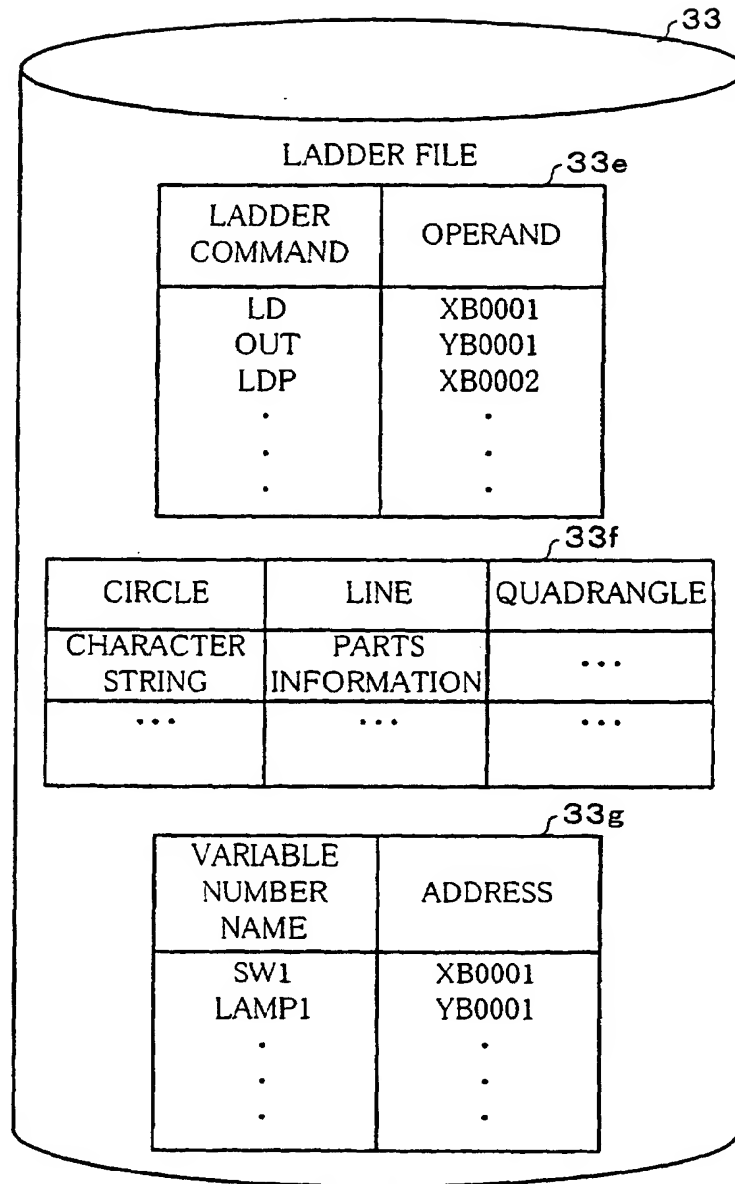 33
LADDER FILE
33e
LADDER COMMAND OPERAND
LD XB0001
OUT YB0001
LDP XB0002
. .
. .
. .
33f
CIRCLE LINE QUADRANGLE
CHARACTER STRING PARTS INFORMATION ...
... ... ...
33g
VARIABLE NUMBER NAME ADDRESS
SW1 XB0001
LAMP1 YB0001
. .
. .
. .